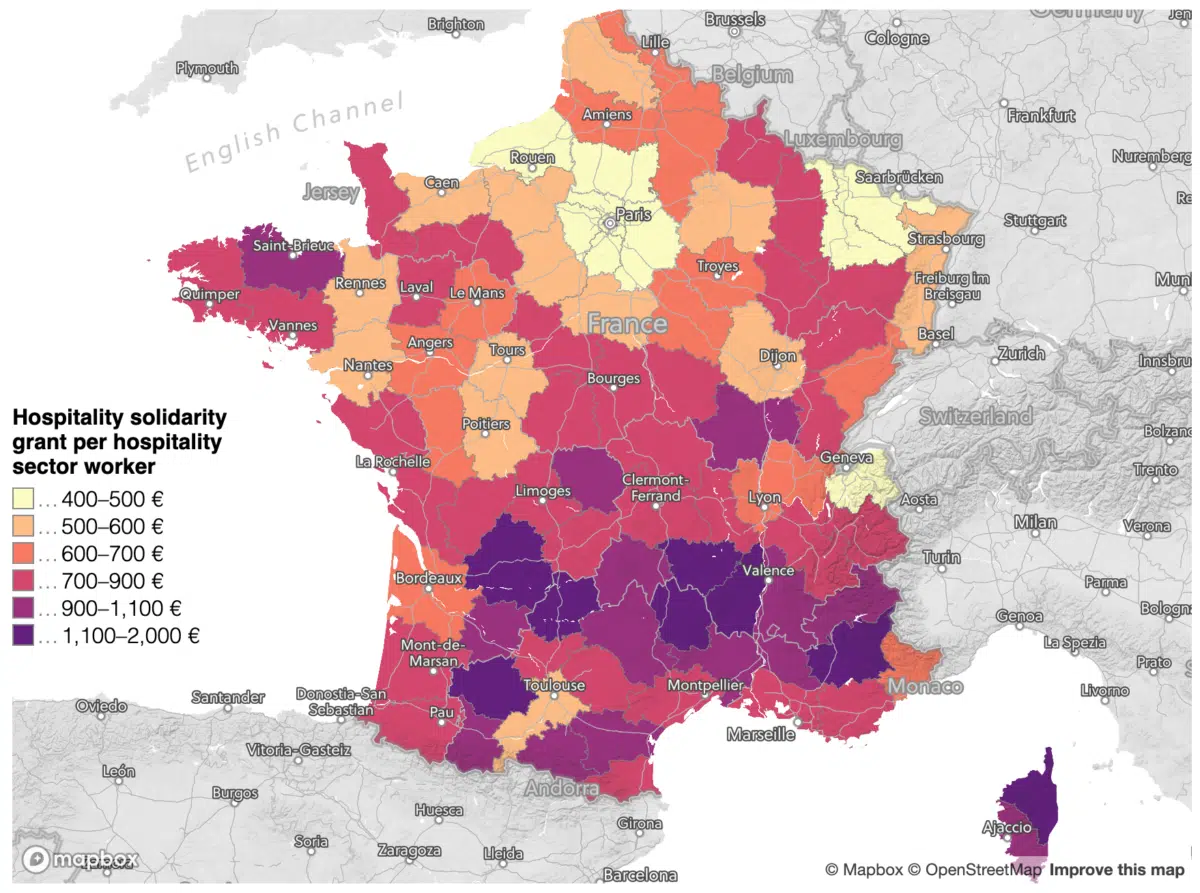 Germany
Brighton
Brussels
Cologne
Plymouth
Lille
Belgium
English Channel
Frankfurt
Amiens
Luxembourg
Nuremberg
Rouen
Saarbrücken
Jersey
Caen
Paris
Stuttgart
Saint-Brieuc
Strasbourg
Troyes
Rennes
Laval
Le Mans
Freiburg im
Breisgau
Quimper
Vannes
France
Angers
Tours
Dijon
Basel
Zurich
Nantes
Innsbru
Bourges
Hospitality solidarity
grant per hospitality
sector worker
Poitiers
Switzerland
Bolzano
La Rochelle
Geneva
Trento
400–500 €
500–600 €
600–700 €
700–900 €
900–1,100 €
1,100–2,000 €
Limoges
Clermont-
Ferrand
Lyon
Aosta
Milan
Verona
Turin
Bordeaux
Valence
Parma
Genoa
Bologn
La Spezia
Mont-de-
Marsan
Prato
Toulouse
Montpellier
Monaco
Livorno
Oviedo
Santander
Donostia-San
Sebastian
Pau
Marseille
Vitoria-Gasteiz
León
Andorra
Burgos
Huesca
Girona
Ajaccio
Soria
Zaragoza
Lleida
mapbox
Barcelona
© Mapbox © OpenStreetMap Improve this map